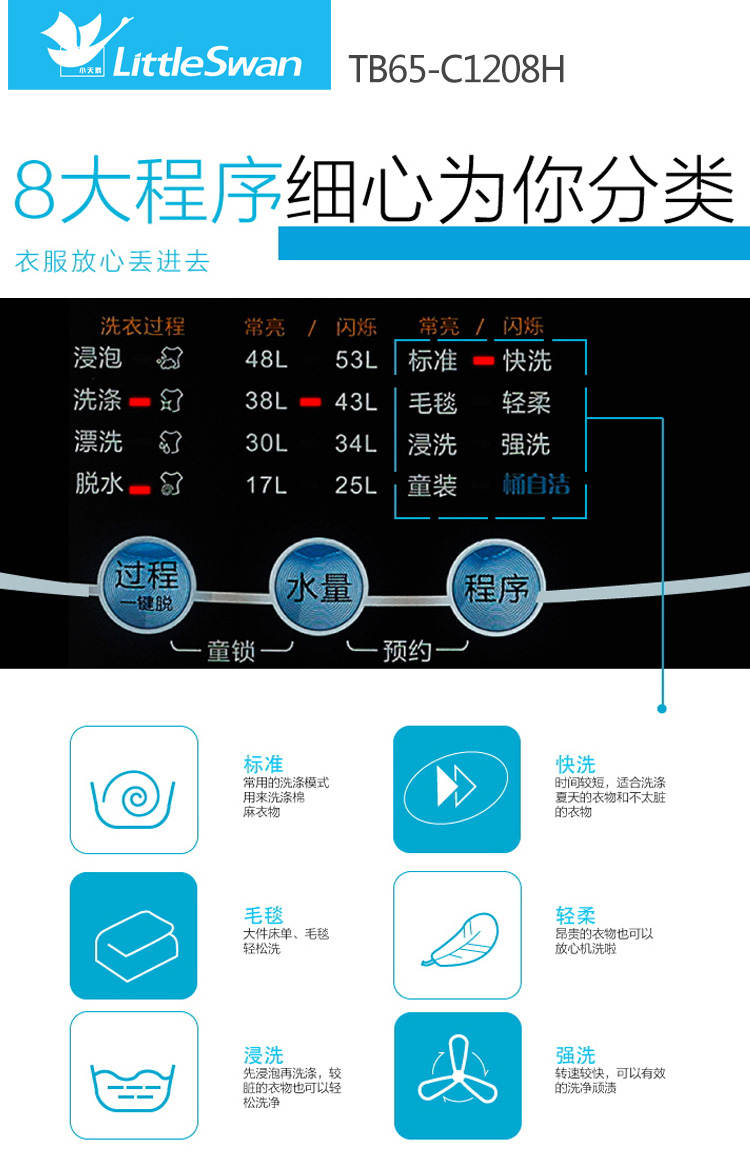 小天鹅
LittleSwan
TB65-C1208H
8大程序细心为你分类
衣服放心丢进去
洗衣过程 常亮 / 闪烁 常亮 / 闪烁
浸泡 48L 53L 标准 快洗
洗涤 38L 43L 毛毯 轻柔
漂洗 30L 34L 浸洗 强洗
脱水 17L 25L 童装 桶自洁
过程
一键脱
水量
程序
童锁
预约
标准
常用的洗涤模式
用来洗涤棉
麻衣物
快洗
时间较短，适合洗涤
夏天的衣物和不太脏
的衣物
毛毯
大件床单、毛毯
轻松洗
轻柔
昂贵的衣物也可以
放心机洗啦
浸洗
先浸泡再洗涤，较
脏的衣物也可以轻
松洗净
强洗
转速较快，可以有效
的洗净顽渍